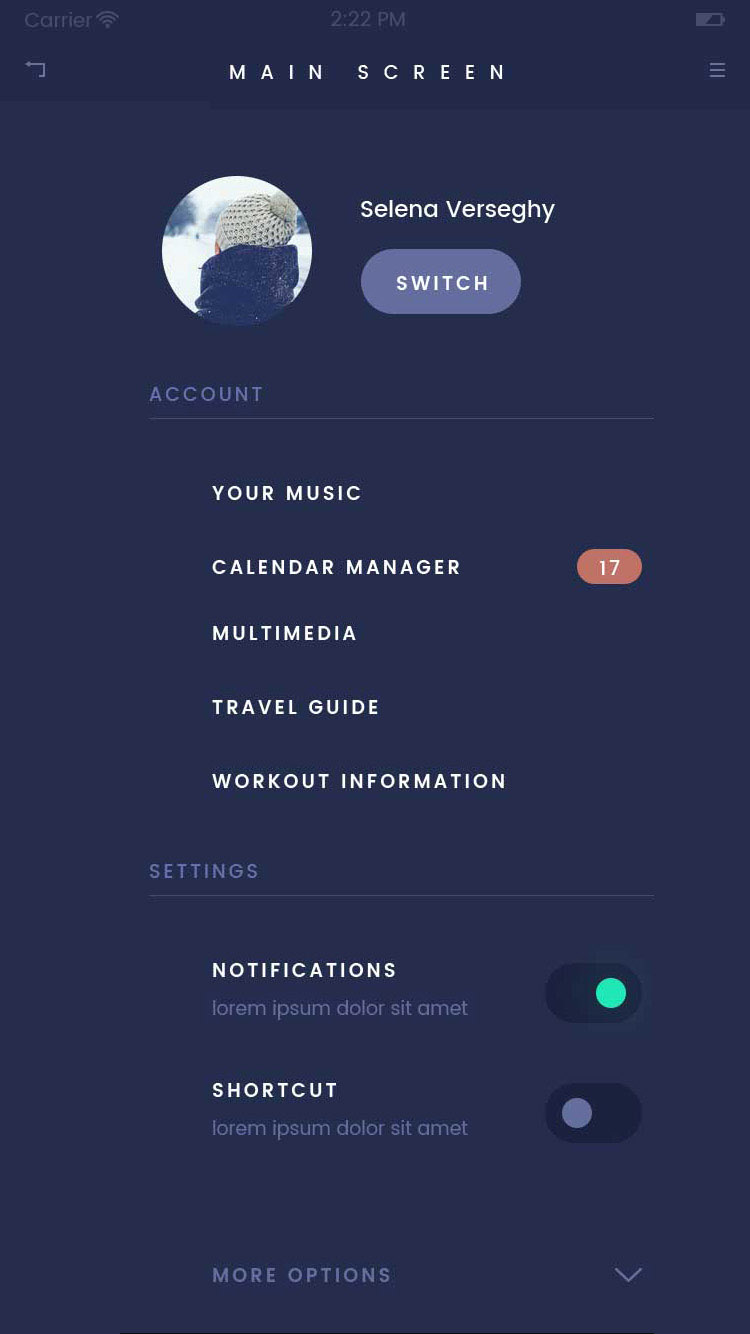 Carrier 2:22 PM
MAIN SCREEN
Selena Verseghy
SWITCH
ACCOUNT
YOUR MUSIC
CALENDAR MANAGER 17
MULTIMEDIA
TRAVEL GUIDE
WORKOUT INFORMATION
SETTINGS
NOTIFICATIONS
lorem ipsum dolor sit amet
SHORTCUT
lorem ipsum dolor sit amet
MORE OPTIONS